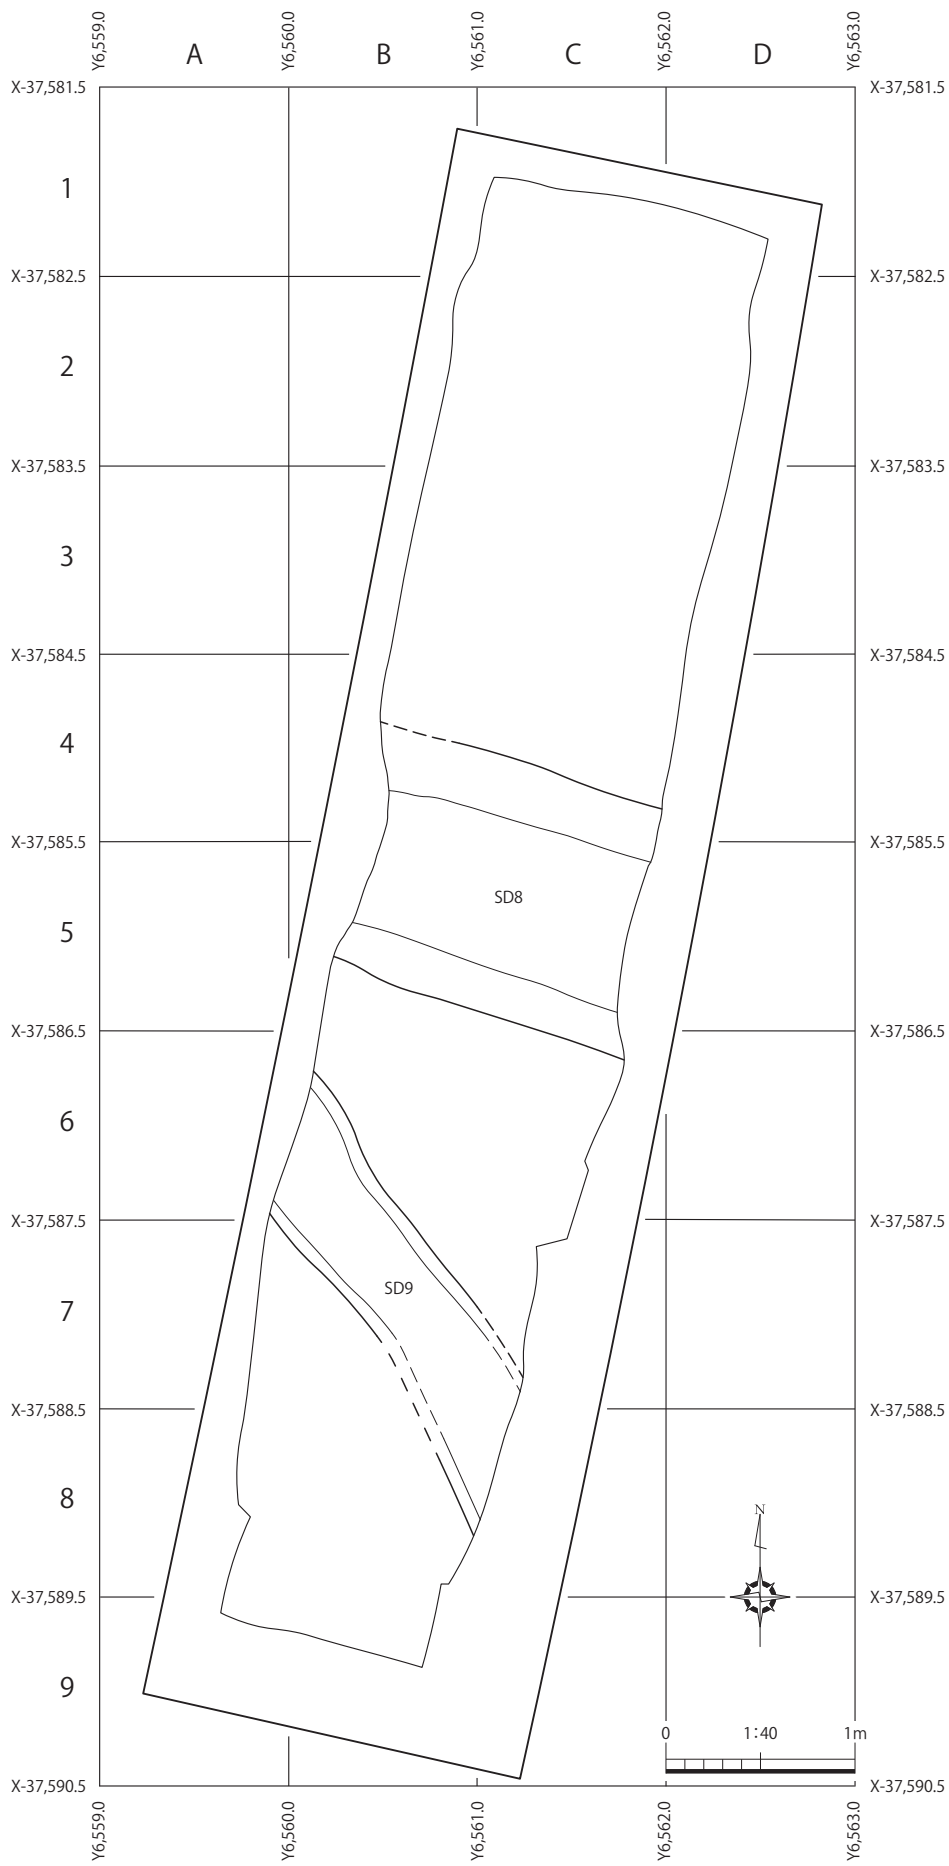 Y6,559.0
Y6,560.0
Y6,561.0
Y6,562.0
Y6,563.0
A
B
C
D
X-37,581.5
X-37,581.5
1
X-37,582.5
X-37,582.5
2
X-37,583.5
X-37,583.5
3
X-37,584.5
X-37,584.5
4
X-37,585.5
X-37,585.5
SD8
5
X-37,586.5
X-37,586.5
6
X-37,587.5
X-37,587.5
SD9
7
X-37,588.5
X-37,588.5
8
N
X-37,589.5
X-37,589.5
9
0
1:40
1m
X-37,590.5
X-37,590.5
Y6,559.0
Y6,560.0
Y6,561.0
Y6,562.0
Y6,563.0